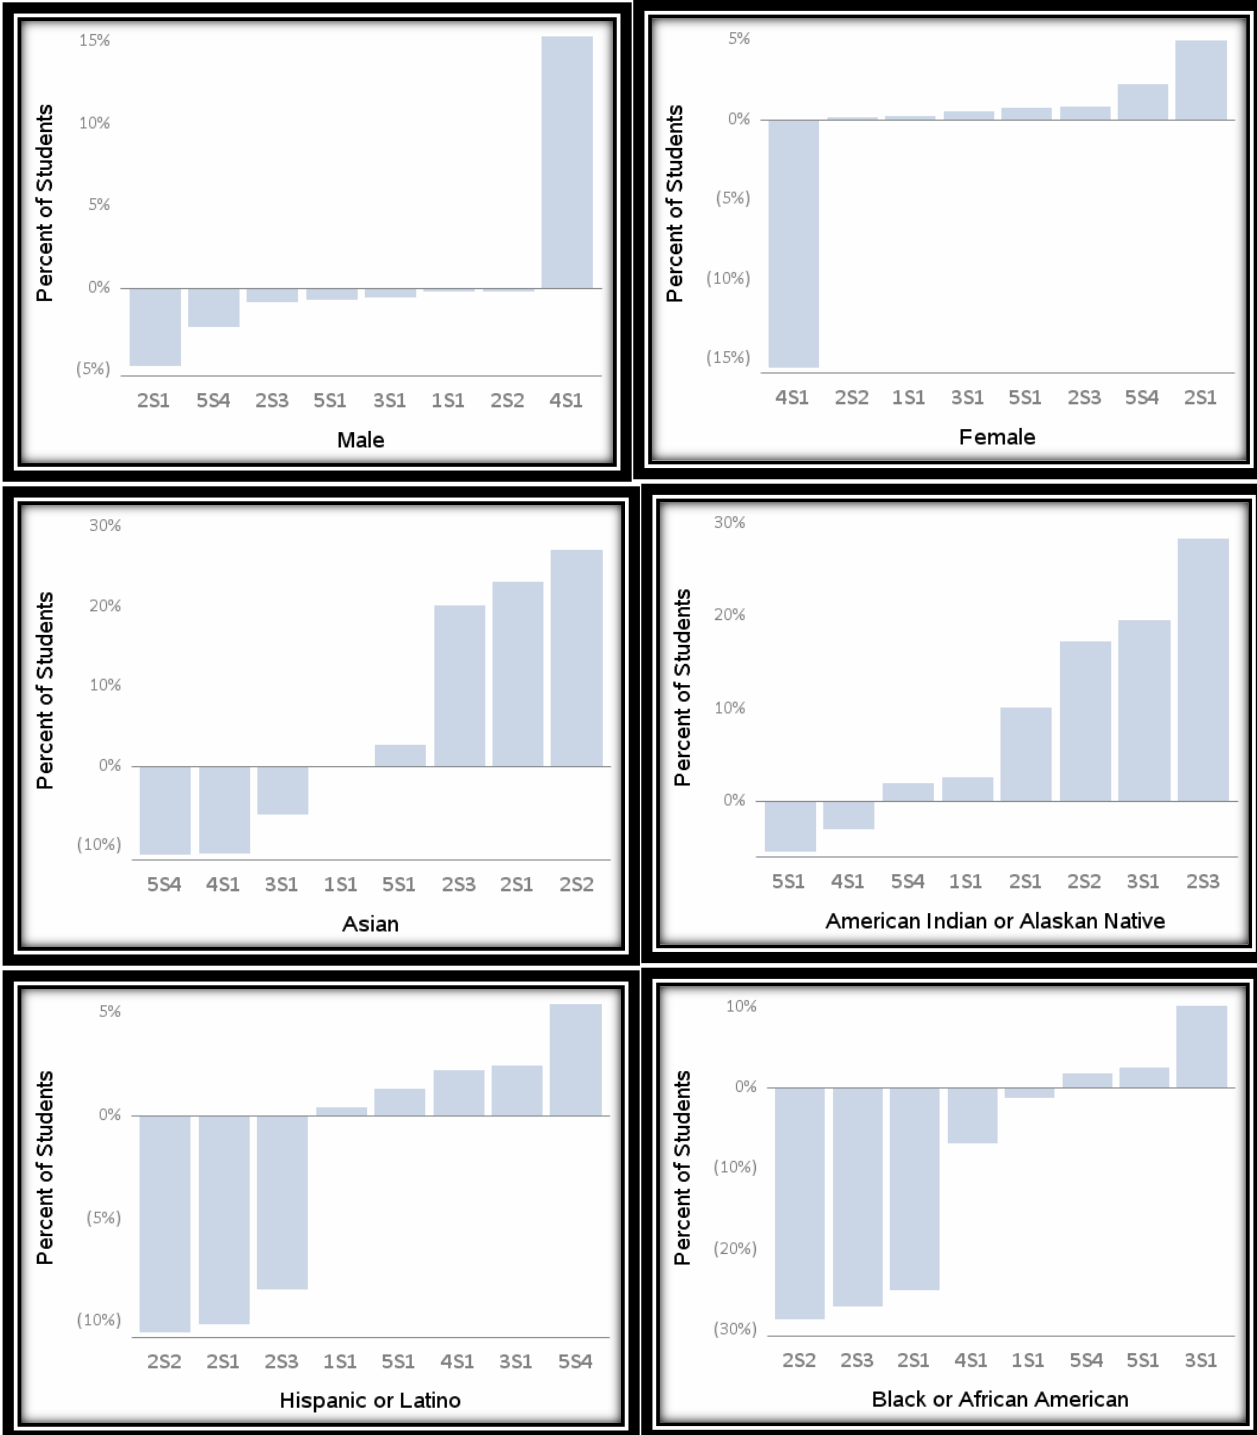 15%
10%
5%
0%
(5%)
Percent of Students
2S1 5S4 2S3 5S1 3S1 1S1 2S2 4S1
Male
5%
0%
(5%)
(10%)
(15%)
Percent of Students
4S1 2S2 1S1 3S1 5S1 2S3 5S4 2S1
Female
30%
20%
10%
0%
(10%)
Percent of Students
5S4 4S1 3S1 1S1 5S1 2S3 2S1 2S2
Asian
30%
20%
10%
0%
Percent of Students
5S1 4S1 5S4 1S1 2S1 2S2 3S1 2S3
American Indian or Alaskan Native
5%
0%
(5%)
(10%)
Percent of Students
2S2 2S1 2S3 1S1 5S1 4S1 3S1 5S4
Hispanic or Latino
10%
0%
(10%)
(20%)
(30%)
Percent of Students
2S2 2S3 2S1 4S1 1S1 5S4 5S1 3S1
Black or African American